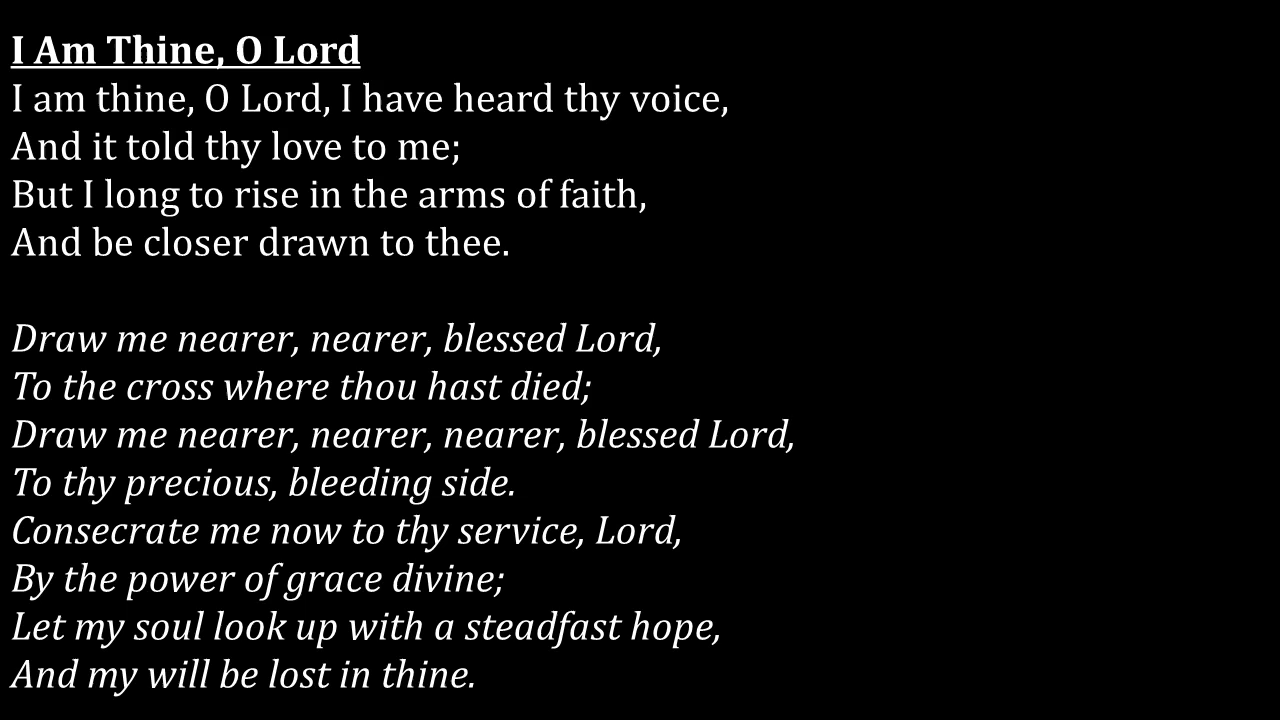 I Am Thine, O Lord
I am thine, O Lord, I have heard thy voice,
And it told thy love to me;
But I long to rise in the arms of faith,
And be closer drawn to thee.
Draw me nearer, nearer, blessed Lord,
To the cross where thou hast died;
Draw me nearer, nearer, nearer, blessed Lord,
To thy precious, bleeding side.
Consecrate me now to thy service, Lord,
By the power of grace divine;
Let my soul look up with a steadfast hope,
And my will be lost in thine.